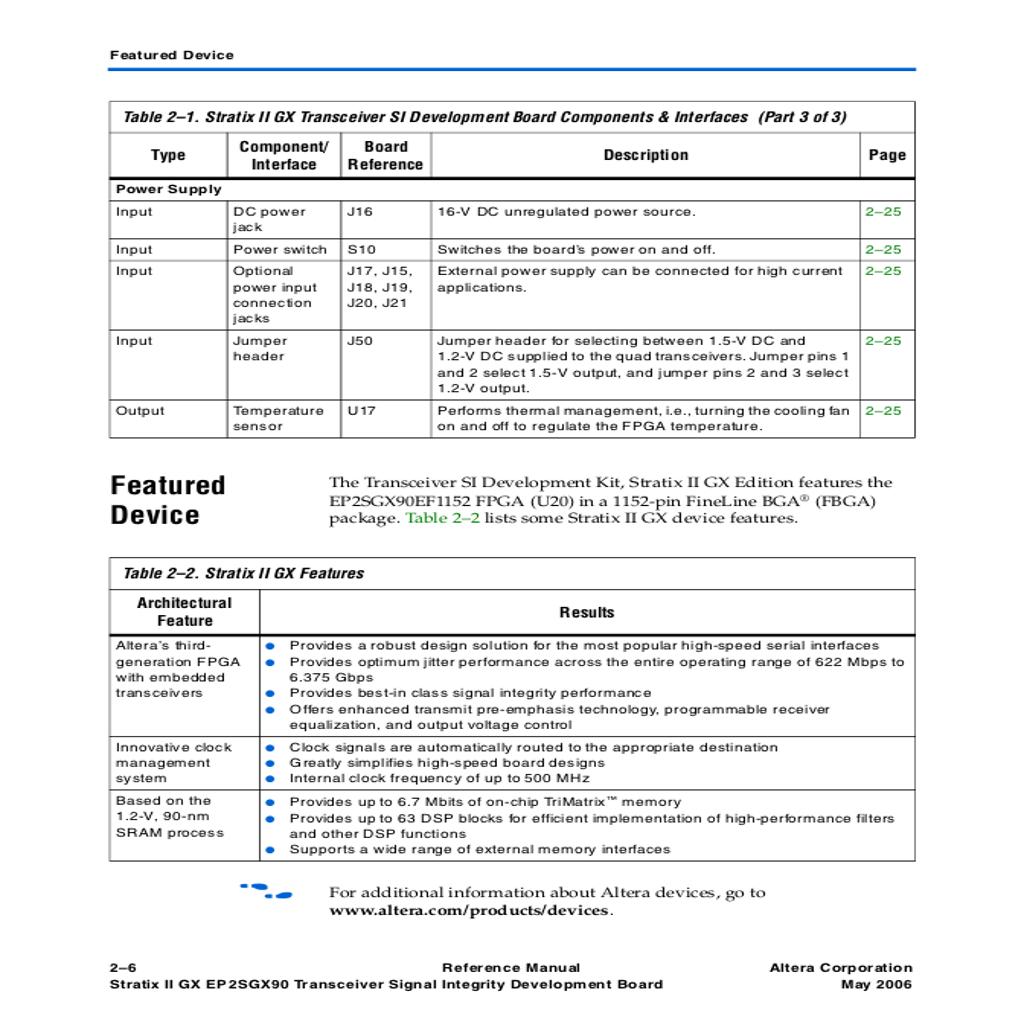 Featured Device
Table 2–1. Stratix II GX Transceiver SI Development Board Components & Interfaces (Part 3 of 3)
Type Component/ Interface Board Reference Description Page
Power Supply
Input DC power jack J16 16-V DC unregulated power source. 2–25
Input Power switch S10 Switches the board's power on and off. 2–25
Input Optional power input connection jacks J17, J15, J18, J19, J20, J21 External power supply can be connected for high current applications. 2–25
Input Jumper header J50 Jumper header for selecting between 1.5-V DC and 1.2-V DC supplied to the quad transceivers. Jumper pins 1 and 2 select 1.5-V output, and jumper pins 2 and 3 select 1.2-V output. 2–25
Output Temperature sensor U17 Performs thermal management, i.e., turning the cooling fan on and off to regulate the FPGA temperature. 2–25
Featured
Device
The Transceiver SI Development Kit, Stratix II GX Edition features the
EP2SGX90EF1152 FPGA (U20) in a 1152-pin FineLine BGA® (FBGA)
package. Table 2–2 lists some Stratix II GX device features.
Table 2–2. Stratix II GX Features
Architectural Feature Results
Altera's third-generation FPGA with embedded transceivers
● Provides a robust design solution for the most popular high-speed serial interfaces
● Provides optimum jitter performance across the entire operating range of 622 Mbps to
6.375 Gbps
● Provides best-in class signal integrity performance
● Offers enhanced transmit pre-emphasis technology, programmable receiver
equalization, and output voltage control
Innovative clock management system
● Clock signals are automatically routed to the appropriate destination
● Greatly simplifies high-speed board designs
● Internal clock frequency of up to 500 MHz
Based on the 1.2-V, 90-nm SRAM process
● Provides up to 6.7 Mbits of on-chip TriMatrix™ memory
● Provides up to 63 DSP blocks for efficient implementation of high-performance filters
and other DSP functions
● Supports a wide range of external memory interfaces
For additional information about Altera devices, go to
www.altera.com/products/devices.
2–6 Reference Manual Altera Corporation
Stratix II GX EP2SGX90 Transceiver Signal Integrity Development Board May 2006